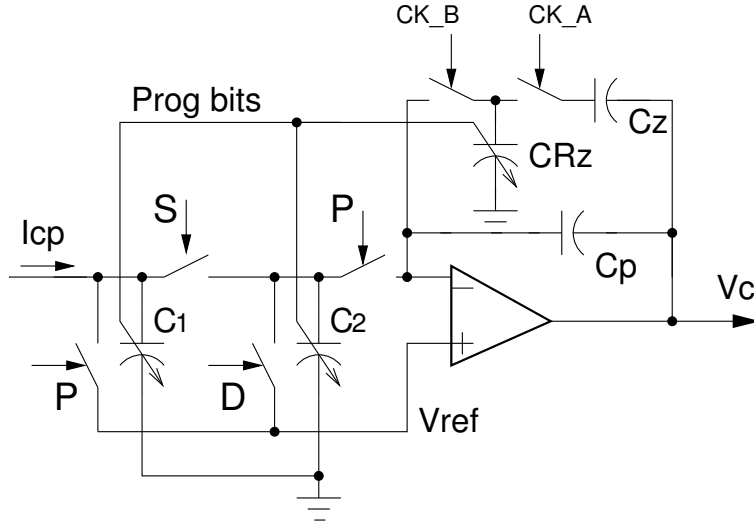 CK_B CK_A
Prog bits
Cz
CRz
S P
Icp
Cp
Vc
C1 C2
P D
Vref